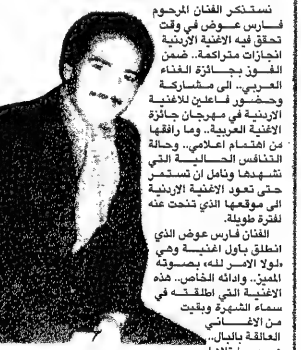 نستذكر الفنان المرحوم
فارس عوض في وقت
تحقق فيه الاغنية الاردنية
انجازات متراكمة.. ضمن
الفوز بجائزة الغناء
العربي.. الى مشاركة
وحضور فاعلين للاغنية
الاردنية في مهرجان جائزة
الاغنية العربية.. وما رافقها
من اهتمام اعلامي.. وحالة
التنافس الحالية التي
نشهدها ونامل ان تستمر
حتى تعود الاغنية الاردنية
الى موقعها الذي تنحت عنه
لفترة طويلة.
الفنان فارس عوض الذي
انطلق باول اغنية وهي
«لولا الامر لله» بصوته
المميز.. وادائه الخاص.. هذه
الاغنية التي اطلقته في
سماء الشهرة وبقيت
من الاغاني
العالقة بالبال..